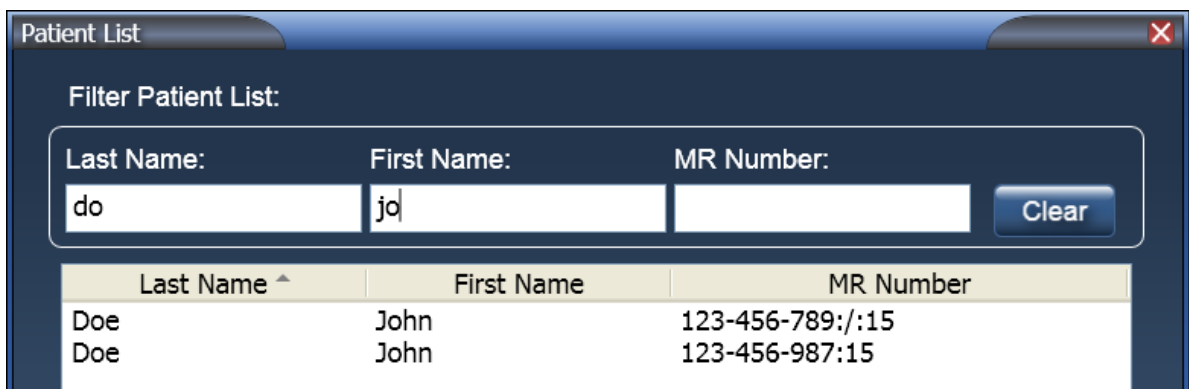 Patient List
Filter Patient List:
Last Name: First Name: MR Number:
do jo Clear
Last Name First Name MR Number
Doe John 123-456-789:/:15
Doe John 123-456-987:15